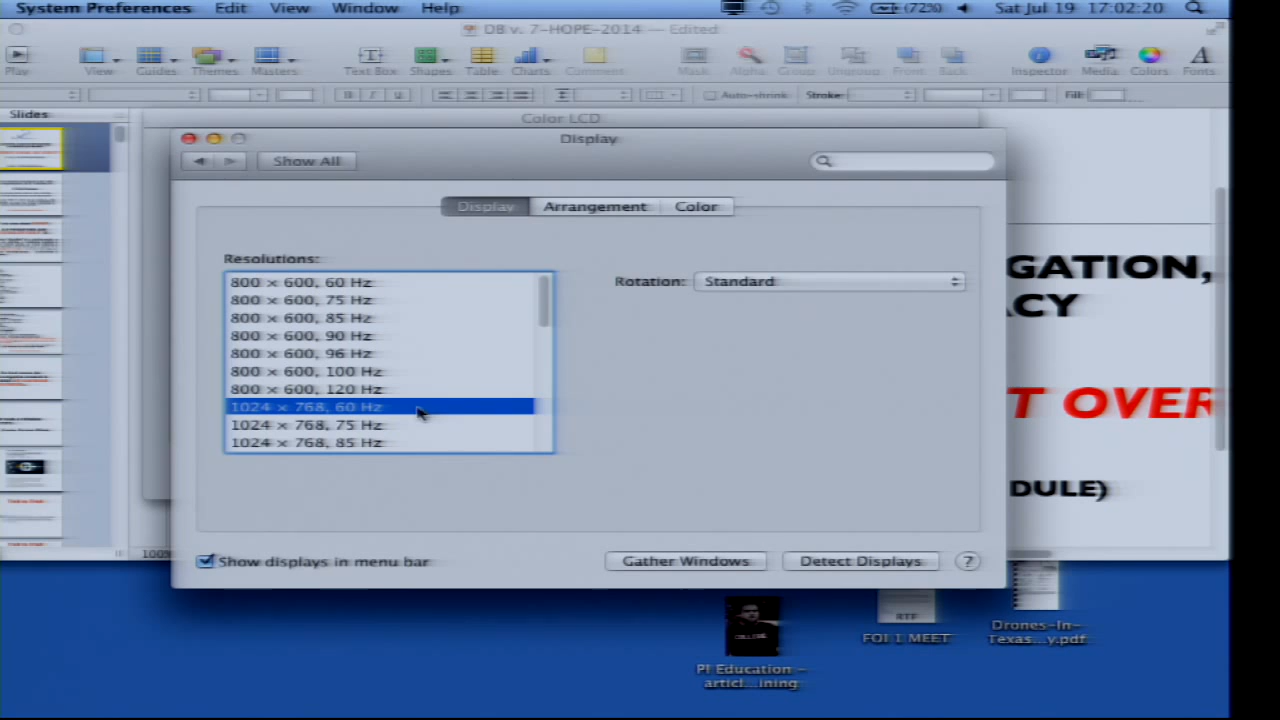 System Preferences Edit View Window Help (72%) Sat Jul 19 17:02:20
DB v. 7-HOPE-2014 — Edited
Play View Guides Themes Masters Text Box Shapes Table Charts Comment Mask Alpha Group Ungroup Front Back Inspector Media Colors Fonts
B I U Auto-shrink Stroke: Fill:
Slides
Color LCD
Display
Show All
Display Arrangement Color
Resolutions:
Rotation: Standard
800 × 600, 60 Hz
800 × 600, 75 Hz
800 × 600, 85 Hz
800 × 600, 90 Hz
800 × 600, 96 Hz
800 × 600, 100 Hz
800 × 600, 120 Hz
1024 × 768, 60 Hz
1024 × 768, 75 Hz
1024 × 768, 85 Hz
GATION,
ACY
T OVER
DULE)
100%
Show displays in menu bar Gather Windows Detect Displays ?
RTF
FOI 1 MEET
Drones-In-
Texas...y.pdf
PI Education -
articl...ining